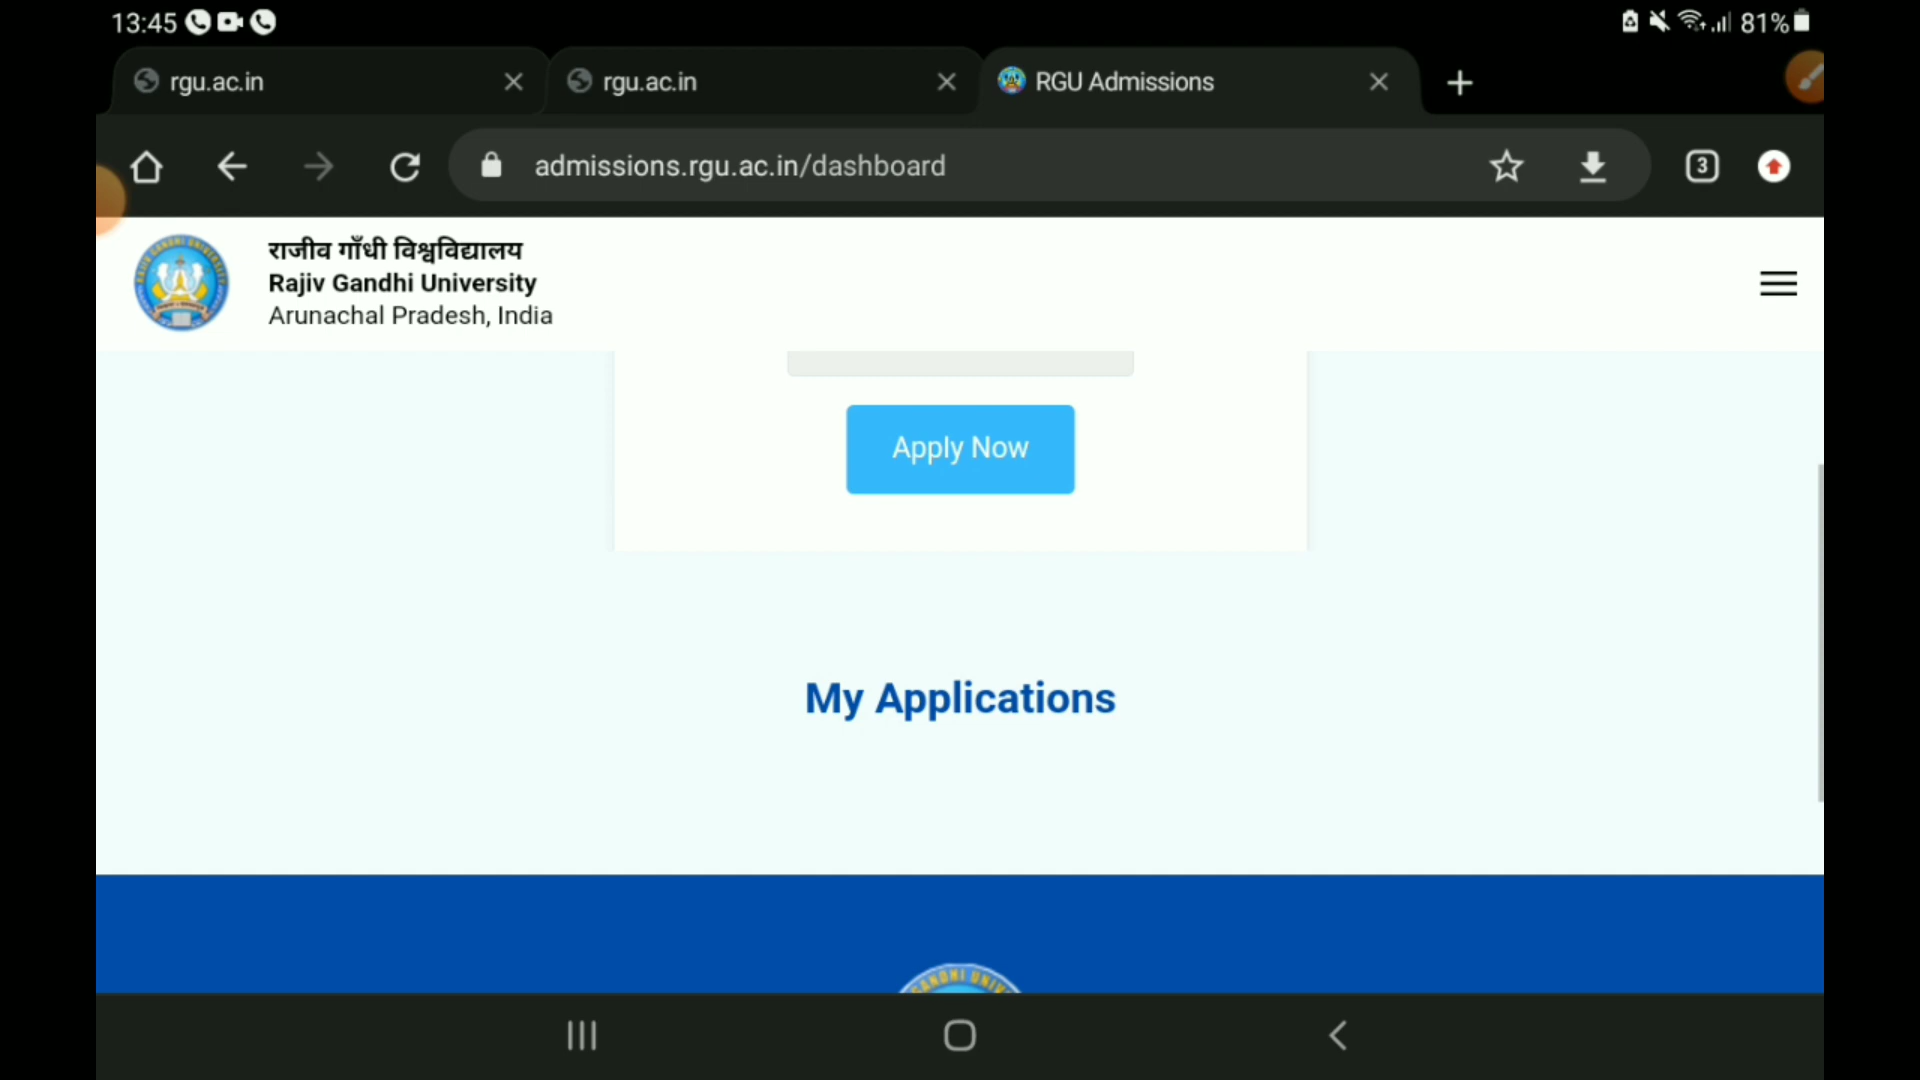 13:45
81%
rgu.ac.in
rgu.ac.in
RGU Admissions
admissions.rgu.ac.in/dashboard
3
राजीव गाँधी विश्वविद्यालय
Rajiv Gandhi University
Arunachal Pradesh, India
Apply Now
My Applications